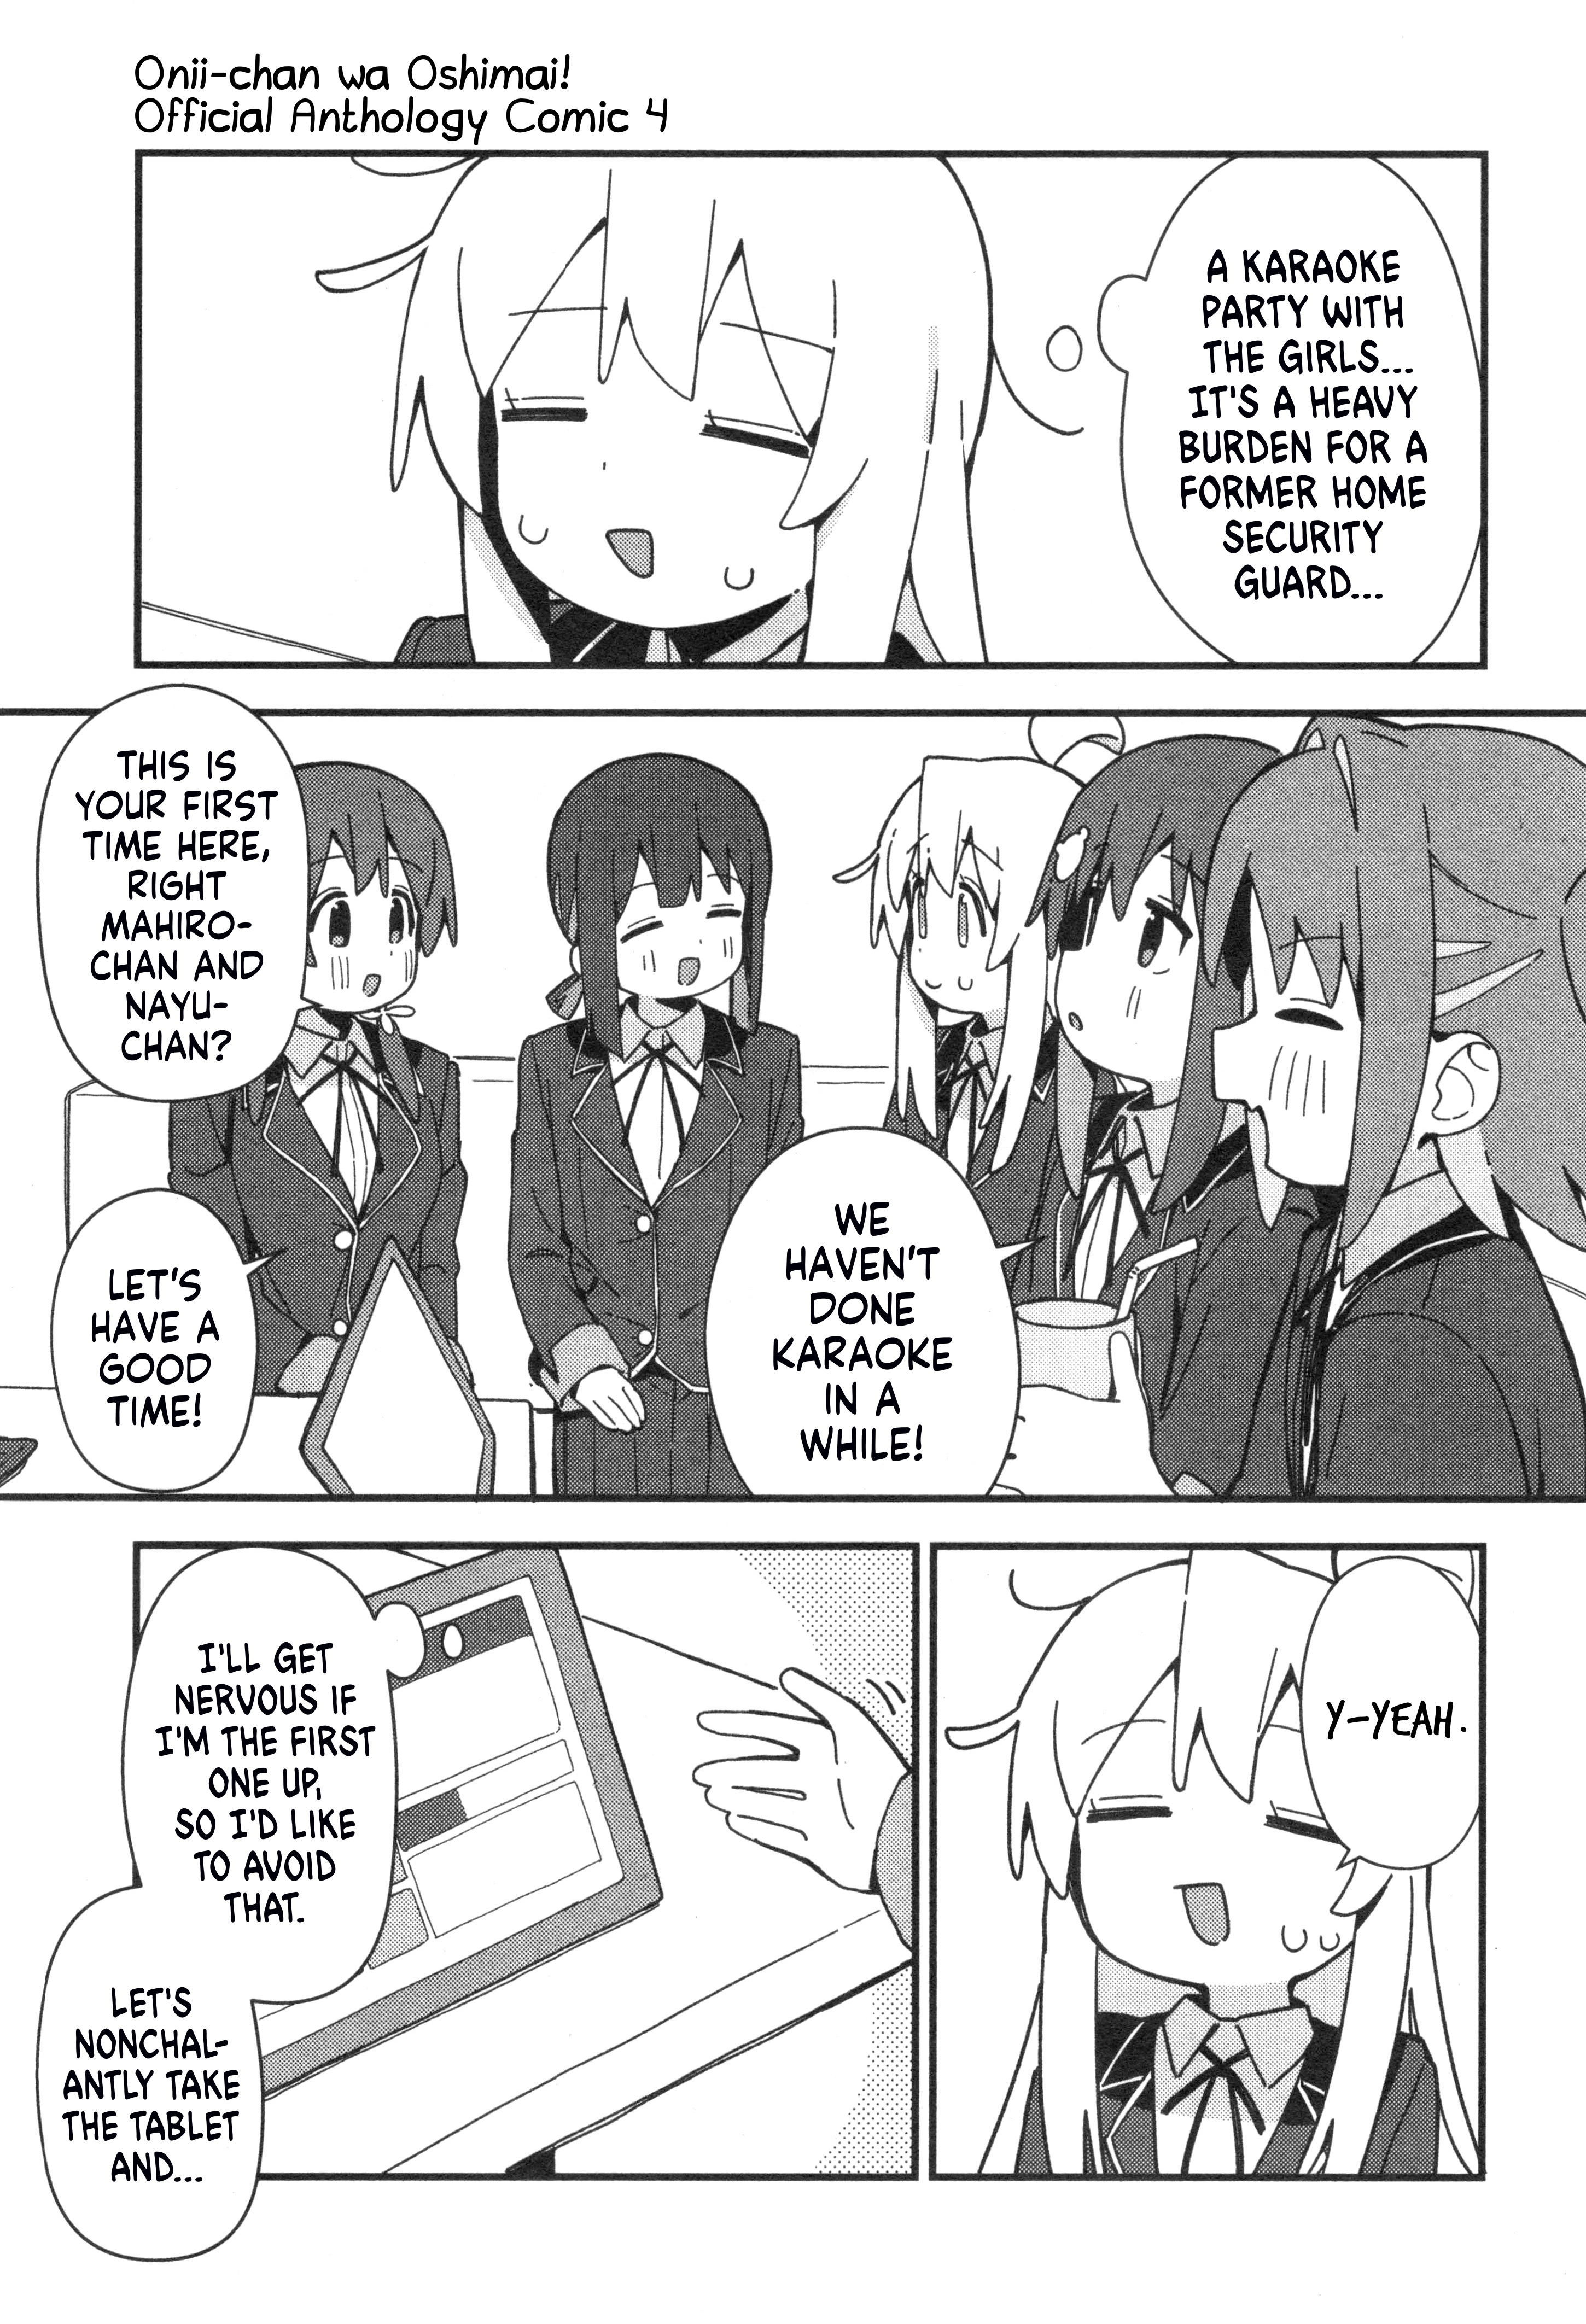 Onii-chan wa Oshimai!
Official Anthology Comic 4
A KARAOKE
PARTY WITH
THE GIRLS...
IT'S A HEAVY
BURDEN FOR A
FORMER HOME
SECURITY
GUARD...
WE
HAVEN'T
DONE
KARAOKE
IN A
WHILE!
THIS IS
YOUR FIRST
TIME HERE,
RIGHT
MAHIRO-
CHAN AND
NAYU-
CHAN?
LET'S
HAVE A
GOOD
TIME!
Y-YEAH.
I'LL GET
NERVOUS IF
I'M THE FIRST
ONE UP,
SO I'D LIKE
TO AVOID
THAT.
LET'S
NONCHAL-
ANTLY TAKE
THE TABLET
AND...